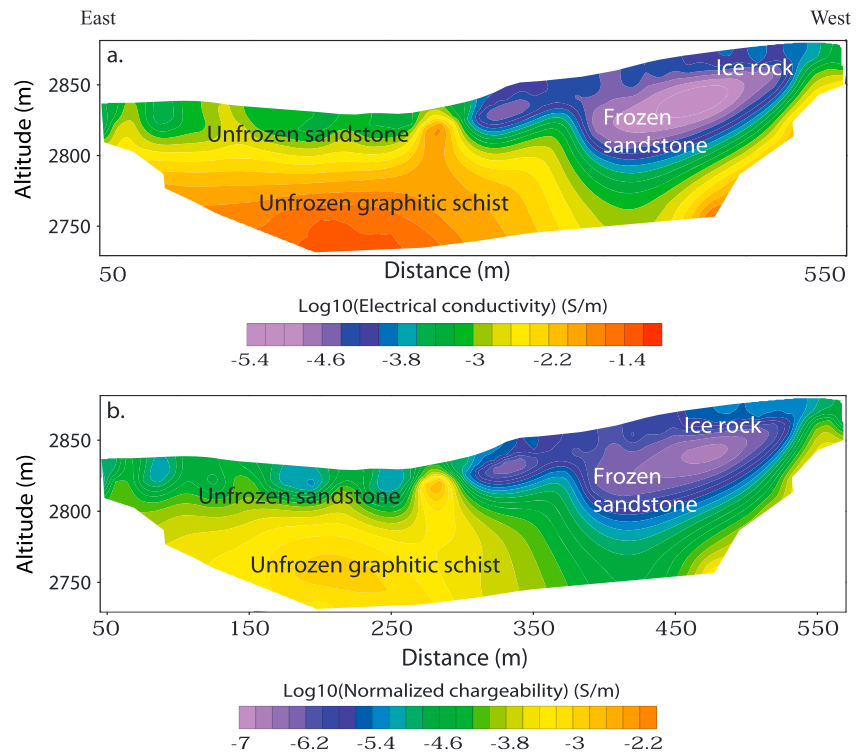 East West
a.
Ice rock
2850
Frozen
sandstone
Unfrozen sandstone
2800
Altitude (m)
Unfrozen graphitic schist
2750
50 Distance (m) 550
Log10(Electrical conductivity) (S/m)
-5.4 -4.6 -3.8 -3 -2.2 -1.4
b.
Ice rock
2850
Frozen
sandstone
Unfrozen sandstone
2800
Altitude (m)
Unfrozen graphitic schist
2750
50 150 250 350 450 550
Distance (m)
Log10(Normalized chargeability) (S/m)
-7 -6.2 -5.4 -4.6 -3.8 -3 -2.2